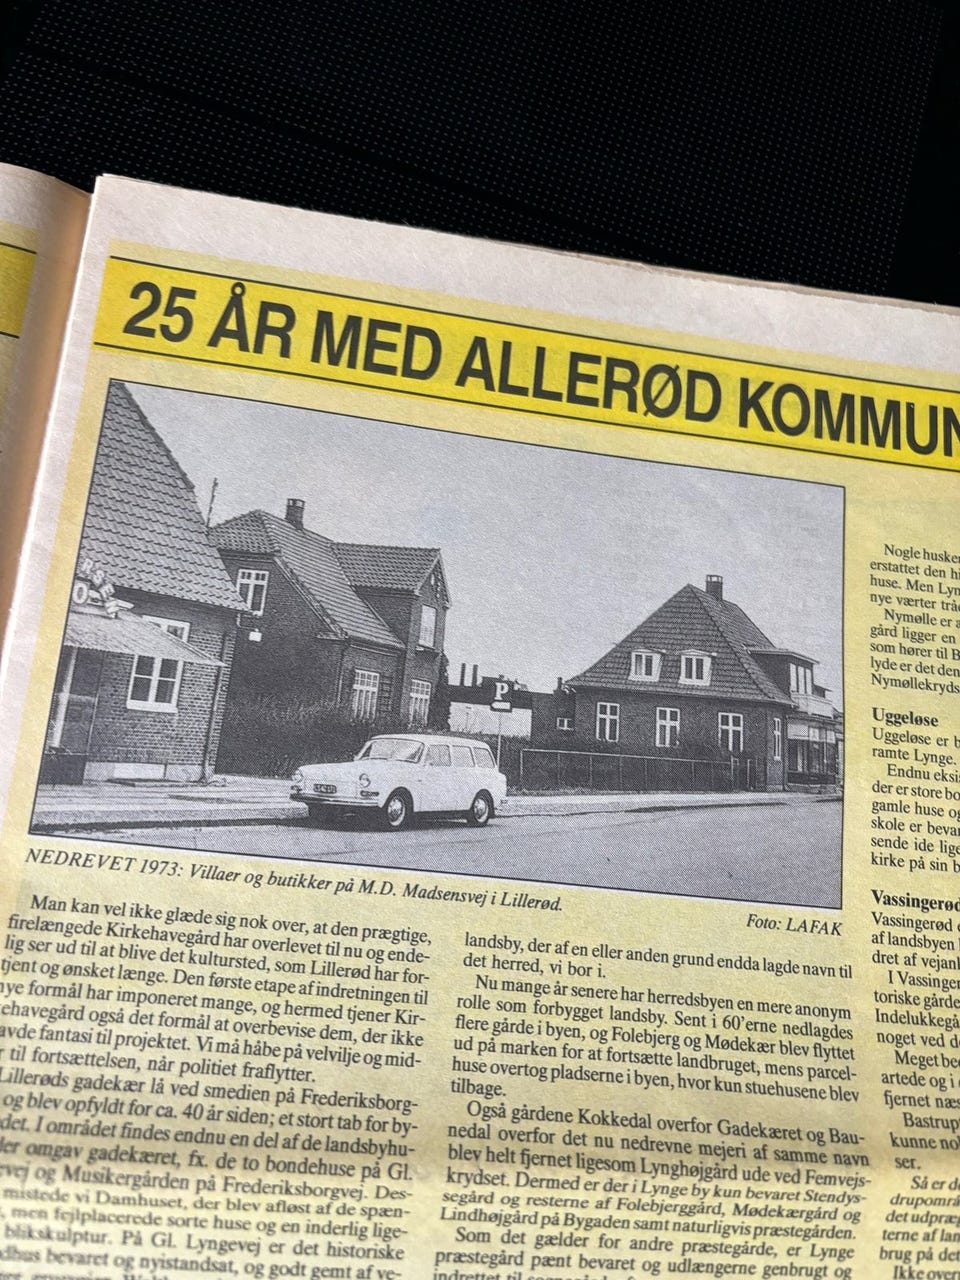 25 ÅR MED ALLERØD KOMMUN
P
NEDREVET 1973: Villaer og butikker på M.D. Madsensvej i Lillerød.
Foto: LAFAK
Man kan vel ikke glæde sig nok over, at den prægtige,
firelængede Kirkehavegård har overlevet til nu og ende-
lig ser ud til at blive det kultursted, som Lillerød har for-
tjent og ønsket længe. Den første etape af indretningen til
nye formål har imponeret mange, og hermed tjener Kir-
kehavegård også det formål at overbevise dem, der ikke
havde fantasi til projektet. Vi må håbe på velvilje og mid-
til fortsættelsen, når politiet fraflytter.
Lillerøds gadekær lå ved smedien på Frederiksborg-
og blev opfyldt for ca. 40 år siden; et stort tab for by-
det. I området findes endnu en del af de landsbyhu-
der omgav gadekæret, fx. de to bondehuse på Gl.
vej og Musikergården på Frederiksborgvej. Des-
mistede vi Damhuset, der blev afløst af de spæn-
, men fejlplacerede sorte huse og en inderlig lige-
blikskulptur. På Gl. Lyngevej er det historiske
dhus bevaret og nyistandsat, og godt gemt af ve-
landsby, der af en eller anden grund endda lagde navn til
det herred, vi bor i.
Nu mange år senere har herredsbyen en mere anonym
rolle som forbygget landsby. Sent i 60'erne nedlagdes
flere gårde i byen, og Folebjerg og Mødekær blev flyttet
ud på marken for at fortsætte landbruget, mens parcel-
huse overtog pladserne i byen, hvor kun stuehusene blev
tilbage.
Også gårdene Kokkedal overfor Gadekæret og Bau-
nedal overfor det nu nedrevne mejeri af samme navn
blev helt fjernet ligesom Lynghøjgård ude ved Femvejs-
krydset. Dermed er der i Lynge by kun bevaret Stendys-
segård og resterne af Folebjerggård, Mødekærgård og
Lindhøjgård på Bygaden samt naturligvis præstegården.
Som det gælder for andre præstegårde, er Lynge
præstegård pænt bevaret og udlængerne genbrugt og
indrettet til
Nogle husker
erstattet den
huse. Men Lyn
nye værter trå
Nymølle er a
gård ligger en
som hører til B
lyde er det den
Nymøllekryds
Uggeløse
Uggeløse er b
ramte Lynge.
Endnu eksi
der er store bo
gamle huse og
skole er bevar
sende ide lige
kirke på sin b
Vassingerød
Vassingerød
af landsbyen
dret af vejanl
I Vassinger
toriske gårde
Indelukkegå
noget ved d
Meget be
artede og i
fjernet næs
Bastrup
kunne no
ser.
Så er de
drupområ
det udpræg
terne af lan
brug på det
Ikke over